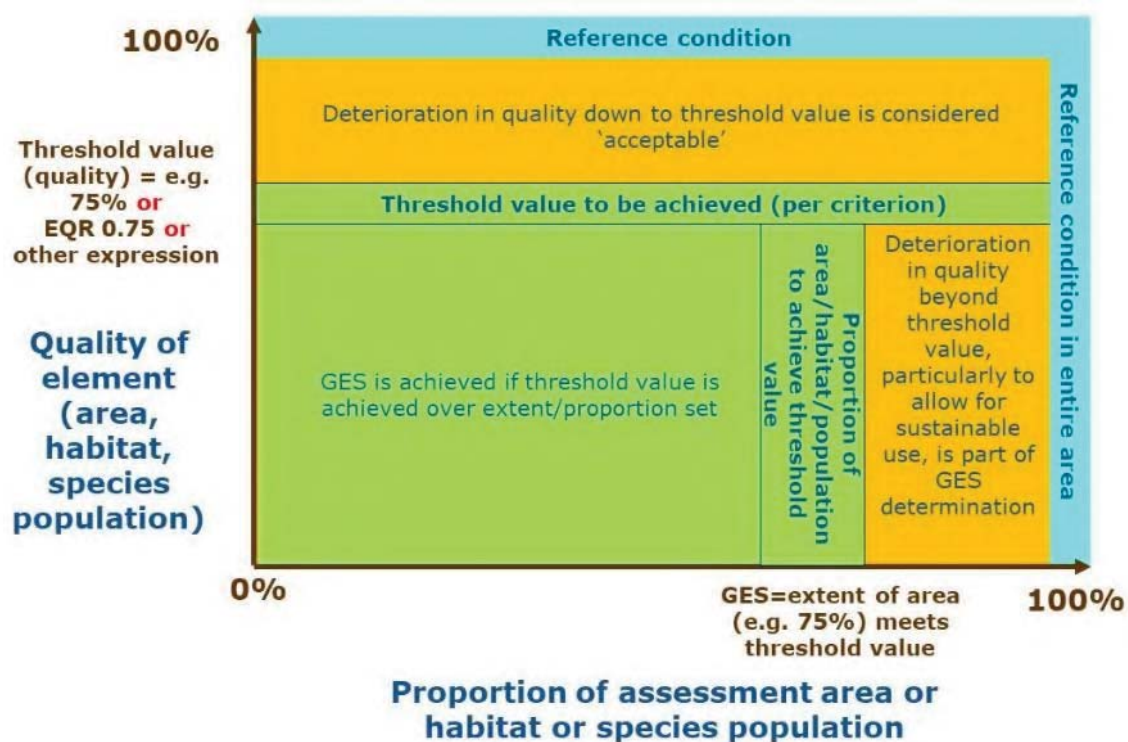 100%
Reference condition
Deterioration in quality down to threshold value is considered
‘acceptable’
Threshold value
(quality) = e.g.
75% or
EQR 0.75 or
other expression
Threshold value to be achieved (per criterion)
Quality of
element
(area,
habitat,
species
population)
GES is achieved if threshold value is
achieved over extent/proportion set
Proportion of
area/habitat/population
to achieve threshold
value
Deterioration
in quality
beyond
threshold
value,
particularly to
allow for
sustainable
use, is part of
GES
determination
Reference condition in entire area
0%
GES=extent of area
(e.g. 75%) meets
threshold value
100%
Proportion of assessment area or
habitat or species population